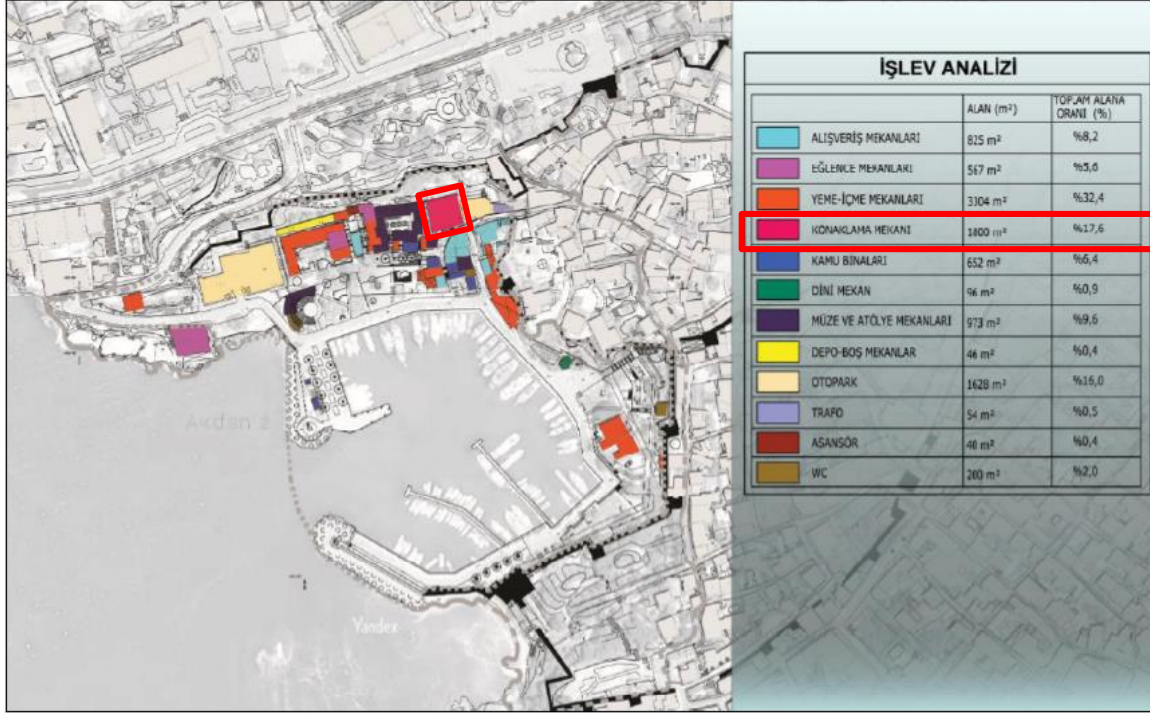 İŞLEV ANALİZİ
ALAN (m²) TOPLAM ALANA
ORANI (%)
ALIŞVERİŞ MEKANLARI 825 m² %8,2
EĞLENCE MEKANLARI 567 m² %5,6
YEME-İÇME MEKANLARI 3304 m² %32,4
KONAKLAMA MEKANI 1800 m² %17,6
KAMU BİNALARI 652 m² %6,4
DİNİ MEKAN 96 m² %0,9
MÜZE VE ATÖLYE MEKANLARI 973 m² %9,6
DEPO-BOŞ MEKANLAR 46 m² %0,4
OTOPARK 1628 m² %16,0
TRAFO 54 m² %0,5
ASANSÖR 40 m² %0,4
WC 200 m² %2,0
Akden z
Yandex